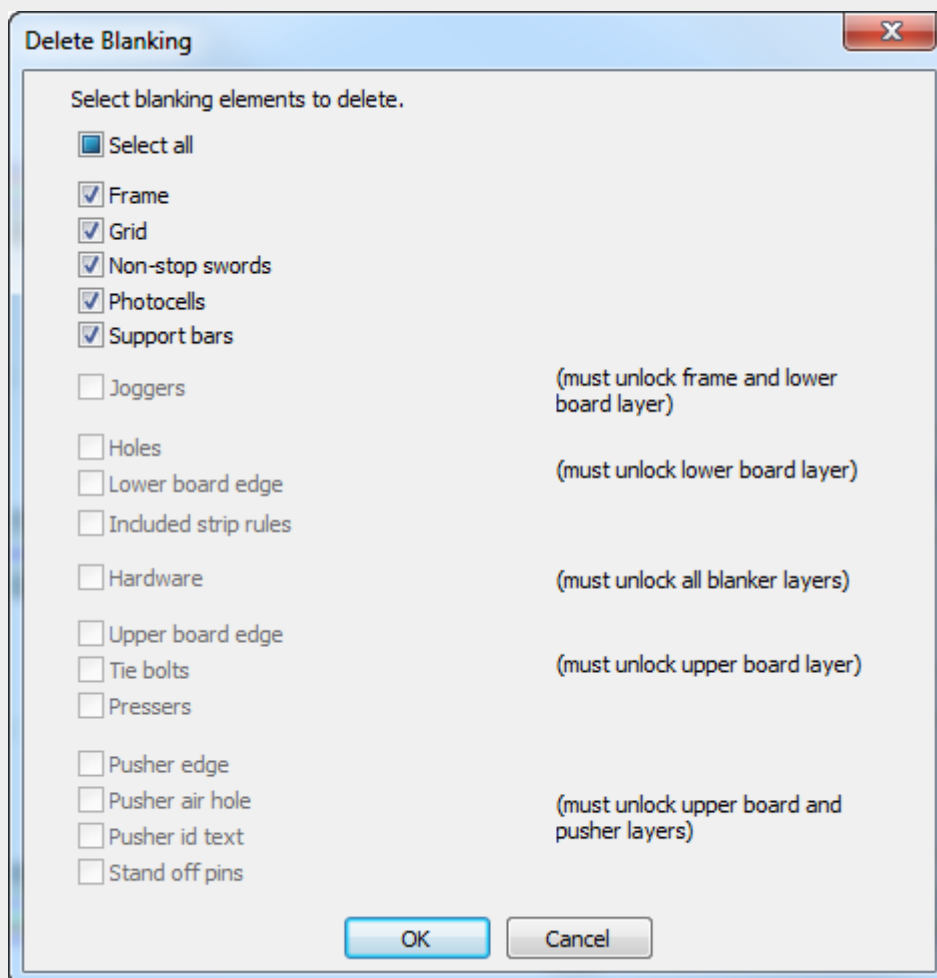 Delete Blanking
Select blanking elements to delete.
Select all
Frame
Grid
Non-stop swords
Photocells
Support bars
Joggers
(must unlock frame and lower
board layer)
Holes
Lower board edge
(must unlock lower board layer)
Included strip rules
Hardware
(must unlock all blanker layers)
Upper board edge
Tie bolts
(must unlock upper board layer)
Pressers
Pusher edge
Pusher air hole
(must unlock upper board and
pusher layers)
Pusher id text
Stand off pins
OK
Cancel